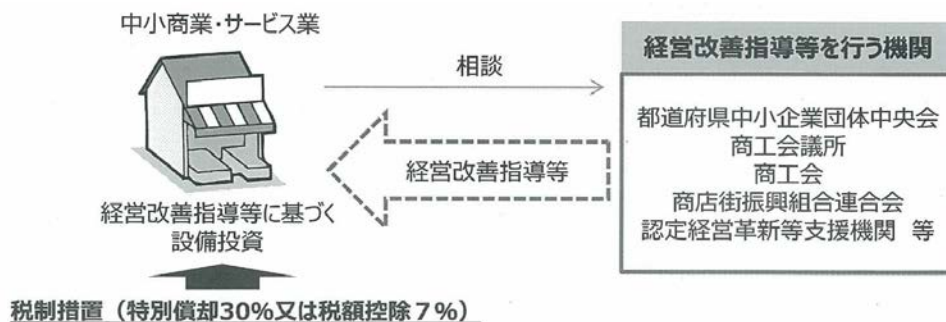 中小商業・サービス業
相談
経営改善指導等を行う機関
都道府県中小企業団体中央会
商工会議所
商工会
商店街振興組合連合会
認定経営革新等支援機関 等
経営改善指導等
経営改善指導等に基づく
設備投資
税制措置（特別償却30%又は税額控除７%）